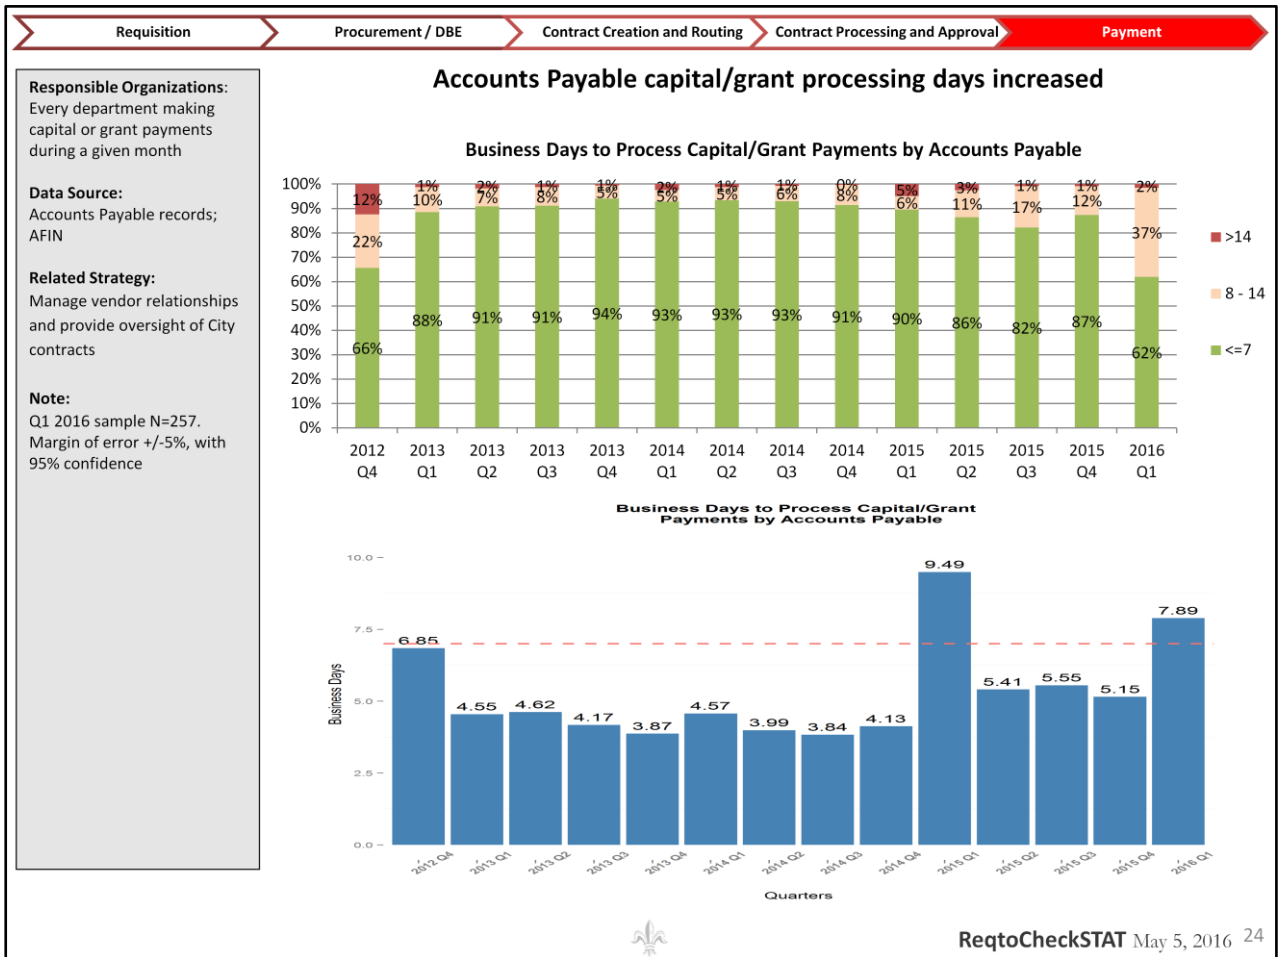 Requisition
Procurement / DBE
Contract Creation and Routing
Contract Processing and Approval
Payment
Responsible Organizations:
Every department making
capital or grant payments
during a given month
Data Source:
Accounts Payable records;
AFIN
Related Strategy:
Manage vendor relationships
and provide oversight of City
contracts
Note:
Q1 2016 sample N=257.
Margin of error +/-5%, with
95% confidence
Accounts Payable capital/grant processing days increased
Business Days to Process Capital/Grant Payments by Accounts Payable
100%
90%
80%
70%
60%
50%
40%
30%
20%
10%
0%
12% 1% 2% 1% 1% 2% 1% 1% 0% 5% 3% 1% 1% 2%
22% 10% 7% 8% 5% 5% 5% 6% 8% 6% 11% 17% 12% 37%
66% 88% 91% 91% 94% 93% 93% 93% 91% 90% 86% 82% 87% 62%
2012 2013 2013 2013 2013 2014 2014 2014 2014 2015 2015 2015 2015 2016
Q4 Q1 Q2 Q3 Q4 Q1 Q2 Q3 Q4 Q1 Q2 Q3 Q4 Q1
>14
8 - 14
<=7
Business Days to Process Capital/Grant
Payments by Accounts Payable
10.0
7.5
5.0
2.5
0.0
Business Days
6.85 4.55 4.62 4.17 3.87 4.57 3.99 3.84 4.13 9.49 5.41 5.55 5.15 7.89
2012 Q4 2013 Q1 2013 Q2 2013 Q3 2013 Q4 2014 Q1 2014 Q2 2014 Q3 2014 Q4 2015 Q1 2015 Q2 2015 Q3 2015 Q4 2016 Q1
Quarters
ReqtoCheckSTAT May 5, 2016 24